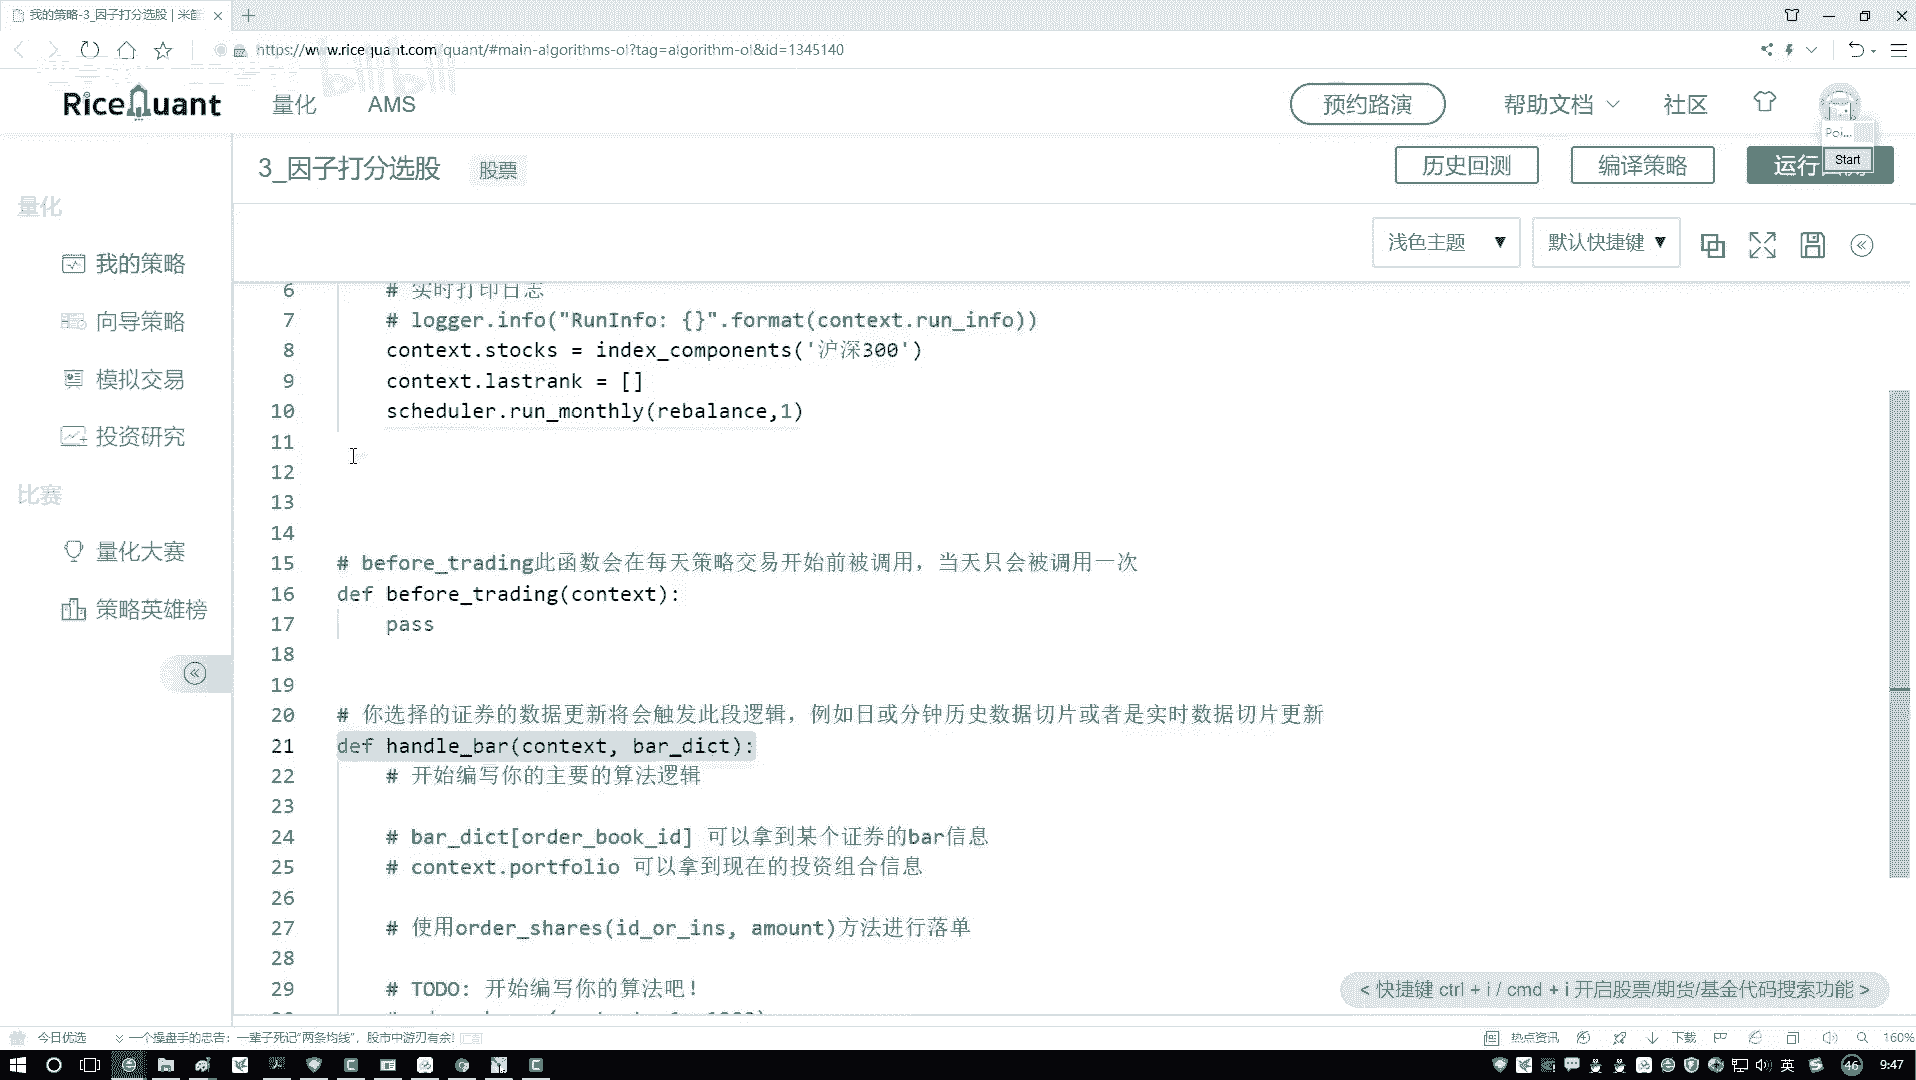 我的策略-3_因子打分选股 | 米筐
https://www.ricequant.com/quant/#main-algorithms-ol?tag=algorithm-ol&id=1345140
bilibili
RiceQuant
量化
AMS
预约路演
帮助文档
社区
Poi...
Start
3_因子打分选股
股票
历史回测
编译策略
运行
量化
我的策略
向导策略
模拟交易
投资研究
比赛
量化大赛
策略英雄榜
浅色主题
默认快捷键
6 # 实时打印日志
7 # logger.info("RunInfo: {}".format(context.run_info))
8 context.stocks = index_components('沪深300')
9 context.lastrank = []
10 scheduler.run_monthly(rebalance,1)
11
12
13
14
15 # before_trading此函数会在每天策略交易开始前被调用，当天只会被调用一次
16 def before_trading(context):
17 pass
18
19
20 # 你选择的证券的数据更新将会触发此段逻辑，例如日或分钟历史数据切片或者是实时数据切片更新
21 def handle_bar(context, bar_dict):
22 # 开始编写你的主要的算法逻辑
23
24 # bar_dict[order_book_id] 可以拿到某个证券的bar信息
25 # context.portfolio 可以拿到现在的投资组合信息
26
27 # 使用order_shares(id_or_ins, amount)方法进行落单
28
29 # TODO: 开始编写你的算法吧！
< 快捷键 ctrl + i / cmd + i 开启股票/期货/基金代码搜索功能 >
今日优选
一个操盘手的忠告：一辈子死记"两条均线"，股市中游刃有余!
热点资讯
下载
160%
英
46
9:47